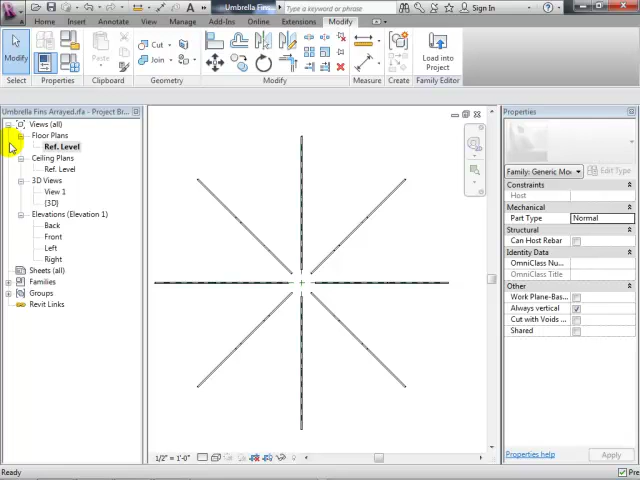 Umbrella Fins...
Sign In
Home
Insert
Annotate
View
Manage
Add-Ins
Online
Extensions
Modify
Modify
Paste
Cut
Join
Load into
Project
Select
Properties
Clipboard
Geometry
Modify
Measure
Create
Family Editor
Umbrella Fins Arrayed.rfa - Project Br...
Views (all)
Floor Plans
Ref. Level
Ceiling Plans
Ref. Level
3D Views
View 1
{3D}
Elevations (Elevation 1)
Back
Front
Left
Right
Sheets (all)
Families
Groups
Revit Links
1/2" = 1'-0"
Properties
Family: Generic Mo
Edit Type
Constraints
Host
Mechanical
Part Type Normal
Structural
Can Host Rebar
Identity Data
OmniClass Nu...
OmniClass Title
Other
Work Plane-Bas...
Always vertical
Cut with Voids ...
Shared
Properties help
Apply
Ready
Pre